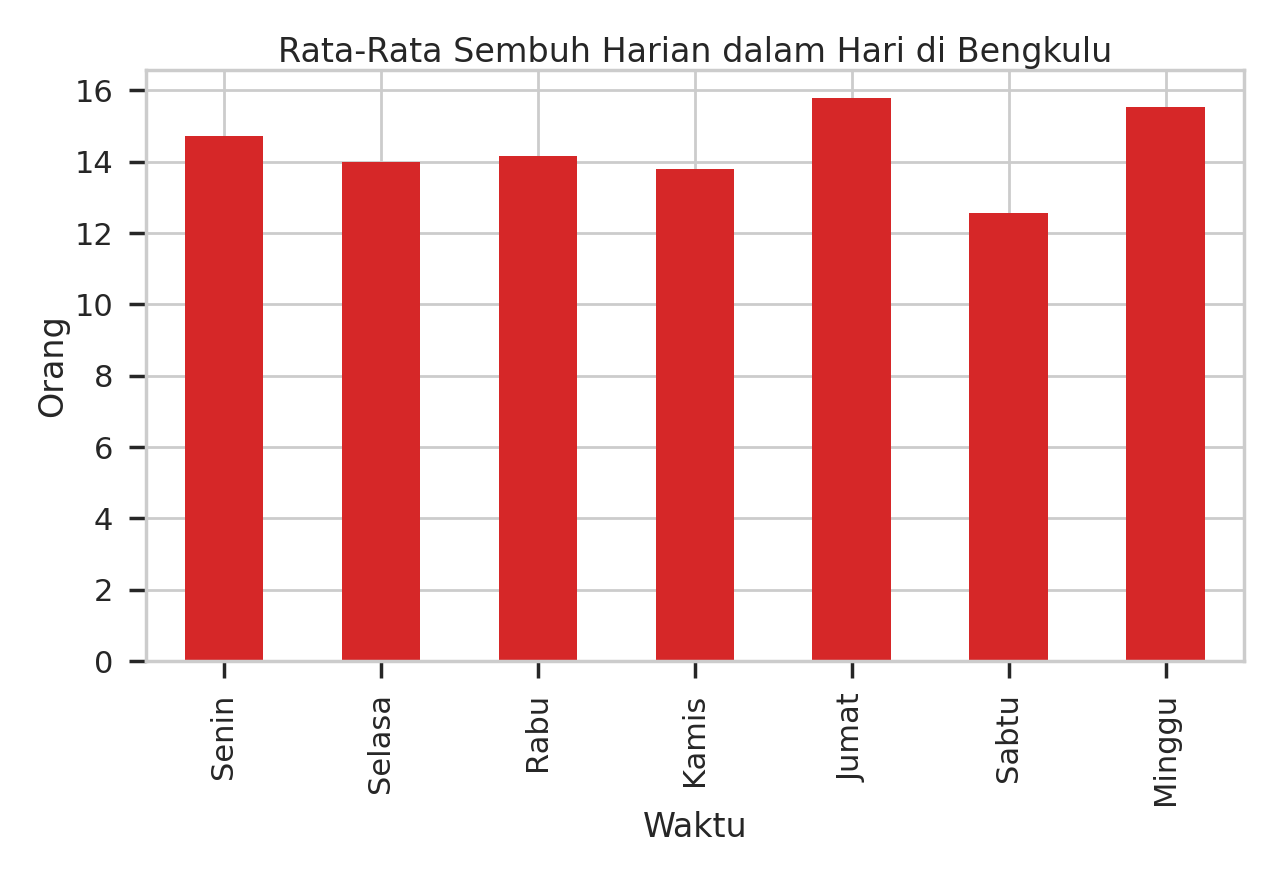 Rata-Rata Sembuh Harian dalam Hari di Bengkulu
16
14
12
10
8
6
4
2
0
Orang
Senin
Selasa
Rabu
Kamis
Jumat
Sabtu
Minggu
Waktu